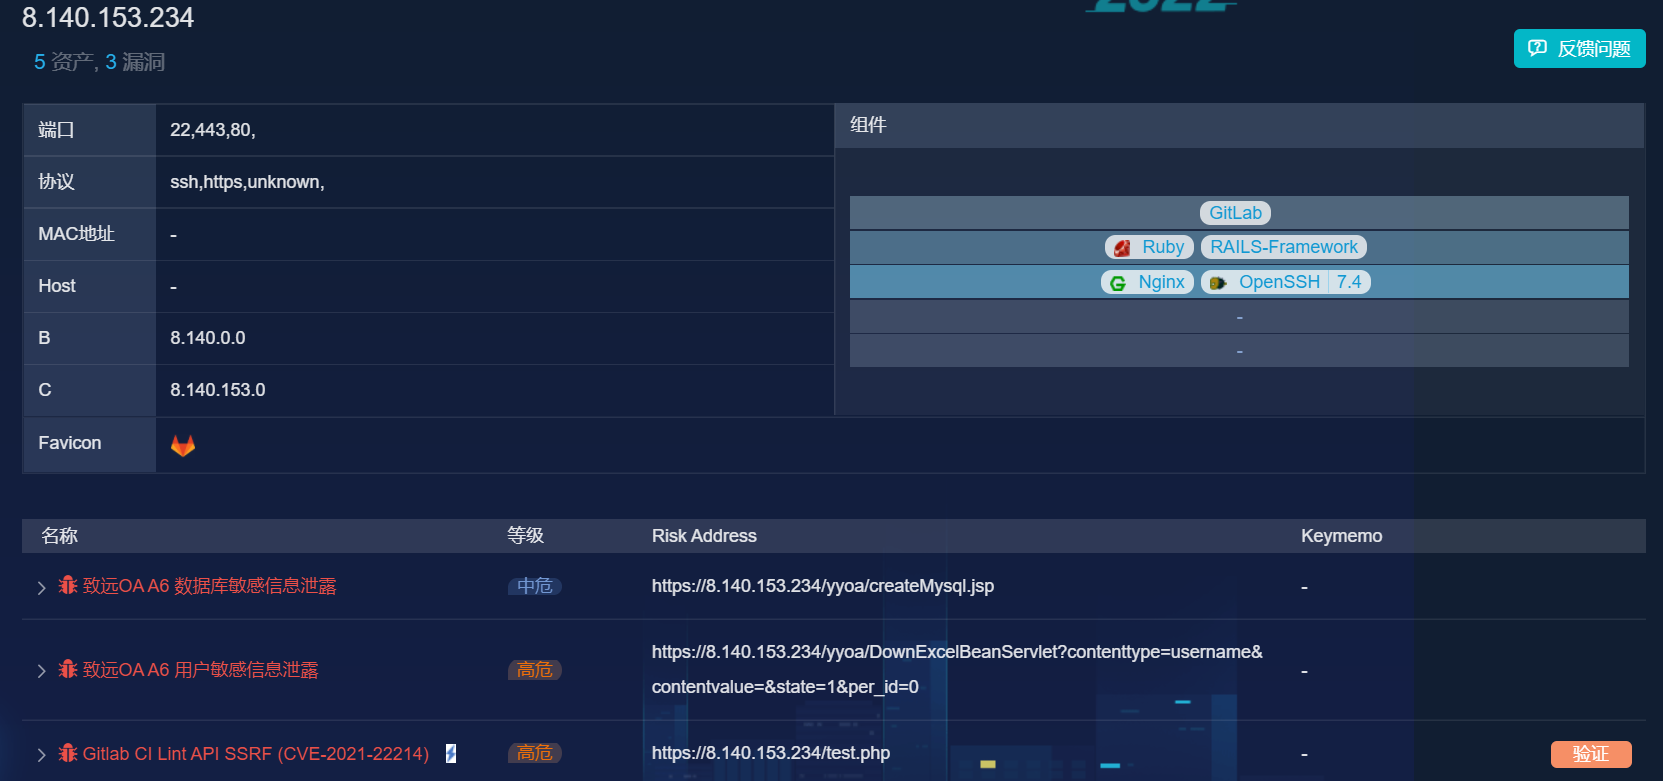 8.140.153.234
2022
5 资产, 3 漏洞
反馈问题
端口 22,443,80,
组件
协议 ssh,https,unknown,
MAC地址 -
GitLab
Host -
Ruby RAILS-Framework
B 8.140.0.0
Nginx OpenSSH 7.4
-
-
C 8.140.153.0
Favicon
名称 等级 Risk Address Keymemo
致远OA A6 数据库敏感信息泄露 中危 https://8.140.153.234/yyoa/createMysql.jsp -
致远OA A6 用户敏感信息泄露 高危 https://8.140.153.234/yyoa/DownExcelBeanServlet?contenttype=username&
contentvalue=&state=1&per_id=0 -
Gitlab CI Lint API SSRF (CVE-2021-22214) 高危 https://8.140.153.234/test.php - 验证